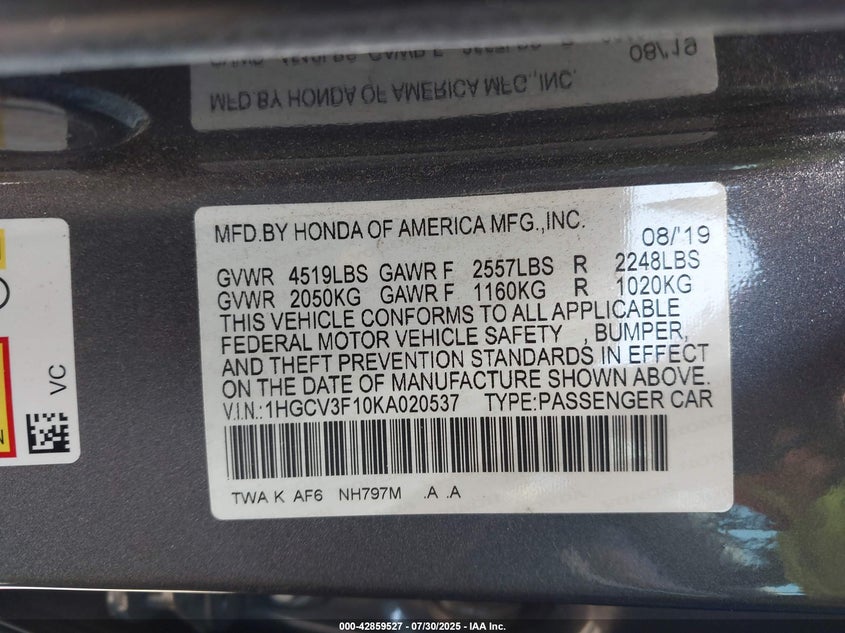 08/'19
MFD.BY HONDA OF AMERICA MFG.,INC.
MFD.BY HONDA OF AMERICA MFG.,INC. 08/'19
GVWR 4519LBS GAWR F 2557LBS R 2248LBS
GVWR 2050KG GAWR F 1160KG R 1020KG
THIS VEHICLE CONFORMS TO ALL APPLICABLE
FEDERAL MOTOR VEHICLE SAFETY , BUMPER,
AND THEFT PREVENTION STANDARDS IN EFFECT
ON THE DATE OF MANUFACTURE SHOWN ABOVE.
V.I.N.:1HGCV3F10KA020537 TYPE:PASSENGER CAR
TWA K AF6 NH797M .A .A
VC
000-42859527 - 07/30/2025 - IAA Inc.